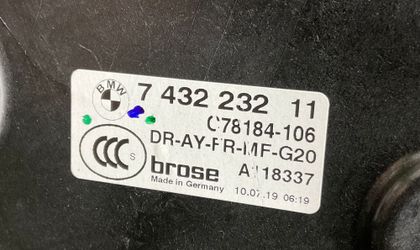 BMW
7 432 232 11
C78184-106
DR-AY-FR-MF-G20
CCC S
brose A118337
Made in Germany 10.07.19 06:19